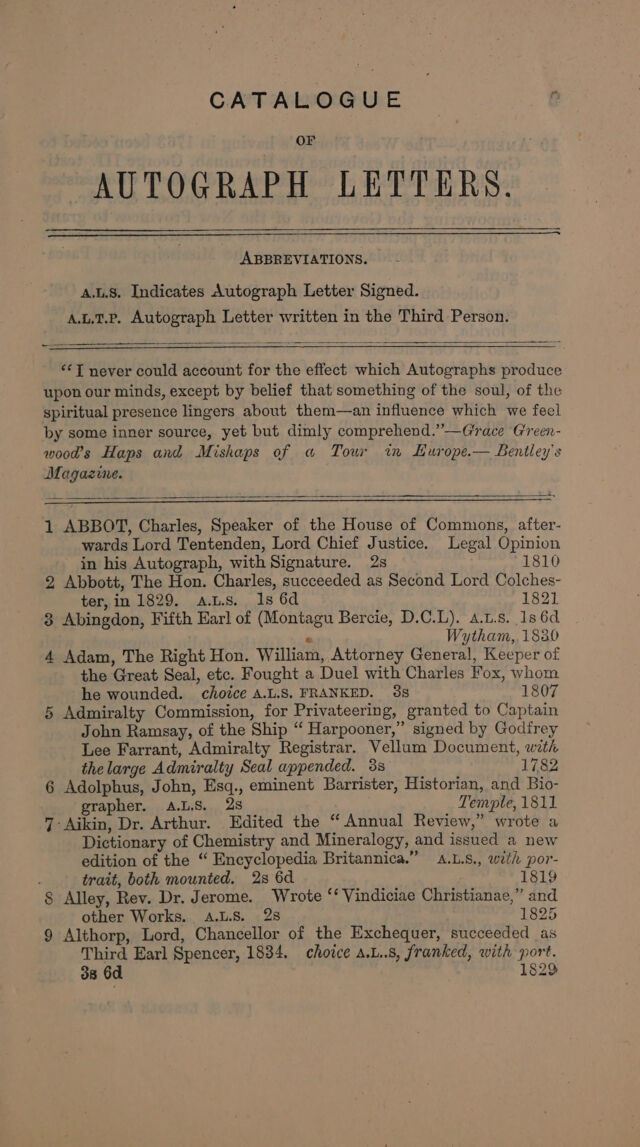 CATALOGUE
OF
AUTOGRAPH LETTERS.
ABBREVIATIONS.
A.L.S. Indicates Autograph Letter Signed.
A.L.T.P. Autograph Letter written in the Third Person.
“I never could account for the effect which Autographs produce
upon our minds, except by belief that something of the soul, of the
spiritual presence lingers about them—an influence which we feel
by some inner source, yet but dimly comprehend.”—Grace Green-
wood's Haps and Mishaps of a Tour in Europe.—Bentley's
Magazine.
1 ABBOT, Charles, Speaker of the House of Commons, after-
wards Lord Tentenden, Lord Chief Justice. Legal Opinion
in his Autograph, with Signature. 2s 1810
2 Abbott, The Hon. Charles, succeeded as Second Lord Colches-
ter, in 1829. A.L.S. 1s 6d 1821
3 Abingdon, Fifth Earl of (Montagu Bercie, D.C.L). A.L.S. 1s 6d
Wytham, 1830
4 Adam, The Right Hon. William, Attorney General, Keeper of
the Great Seal, etc. Fought a Duel with Charles Fox, whom
he wounded. choice A.L.S. FRANKED. 3s 1807
5 Admiralty Commission, for Privateering, granted to Captain
John Ramsay, of the Ship “Harpooner,” signed by Godfrey
Lee Farrant, Admiralty Registrar. Vellum Document, with
the large Admiralty Seal appended. 3s 1782
6 Adolphus, John, Esq., eminent Barrister, Historian, and Bio-
grapher. A.L.S. 2s Temple, 1811
7 Aikin, Dr. Arthur. Edited the “Annual Review,” wrote a
Dictionary of Chemistry and Mineralogy, and issued a new
edition of the “Encyclopedia Britannica.” A.L.S., with por-
trait, both mounted. 2s 6d 1819
8 Alley, Rev. Dr. Jerome. Wrote “Vindiciae Christianae,” and
other Works. A.L.S. 2s 1825
9 Althorp, Lord, Chancellor of the Exchequer, succeeded as
Third Earl Spencer, 1834. choice A.L..S, franked, with port.
3s 6d 1829